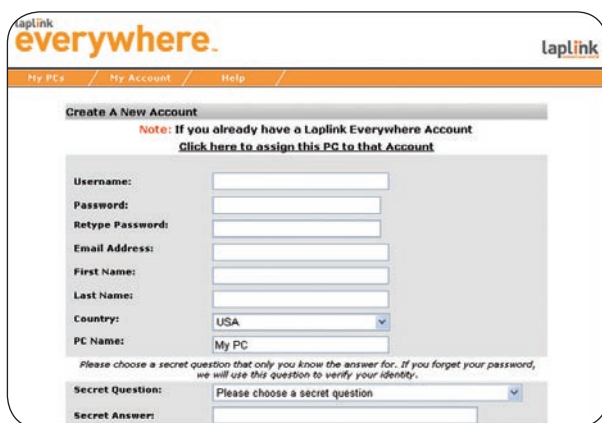 laplink
everywhere.
laplink
My PCs / My Account / Help /
Create A New Account
Note: If you already have a Laplink Everywhere Account
Click here to assign this PC to that Account
Username:
Password:
Retype Password:
Email Address:
First Name:
Last Name:
Country: USA
PC Name: My PC
Please choose a secret question that only you know the answer for. If you forget your password,
we will use this question to verify your identity.
Secret Question: Please choose a secret question
Secret Answer: